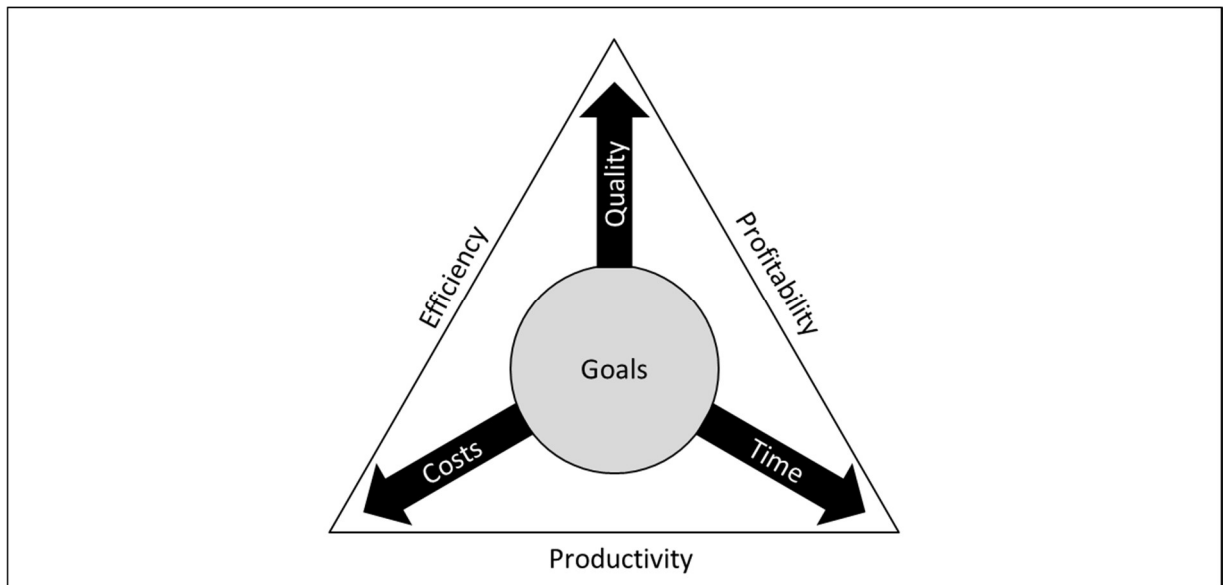 Quality
Efficiency
Profitability
Goals
Costs
Time
Productivity